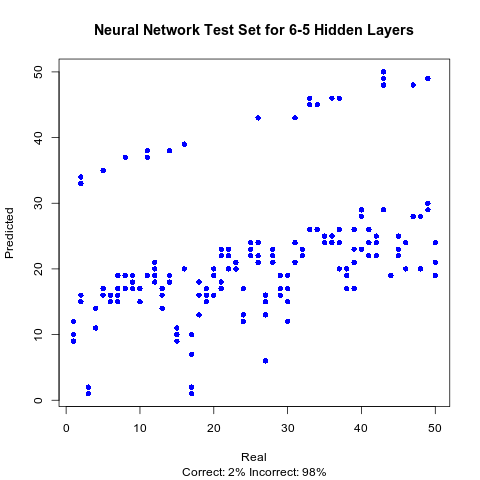 Neural Network Test Set for 6-5 Hidden Layers
50
40
30
20
10
0
Predicted
0 10 20 30 40 50
Real
Correct: 2% Incorrect: 98%